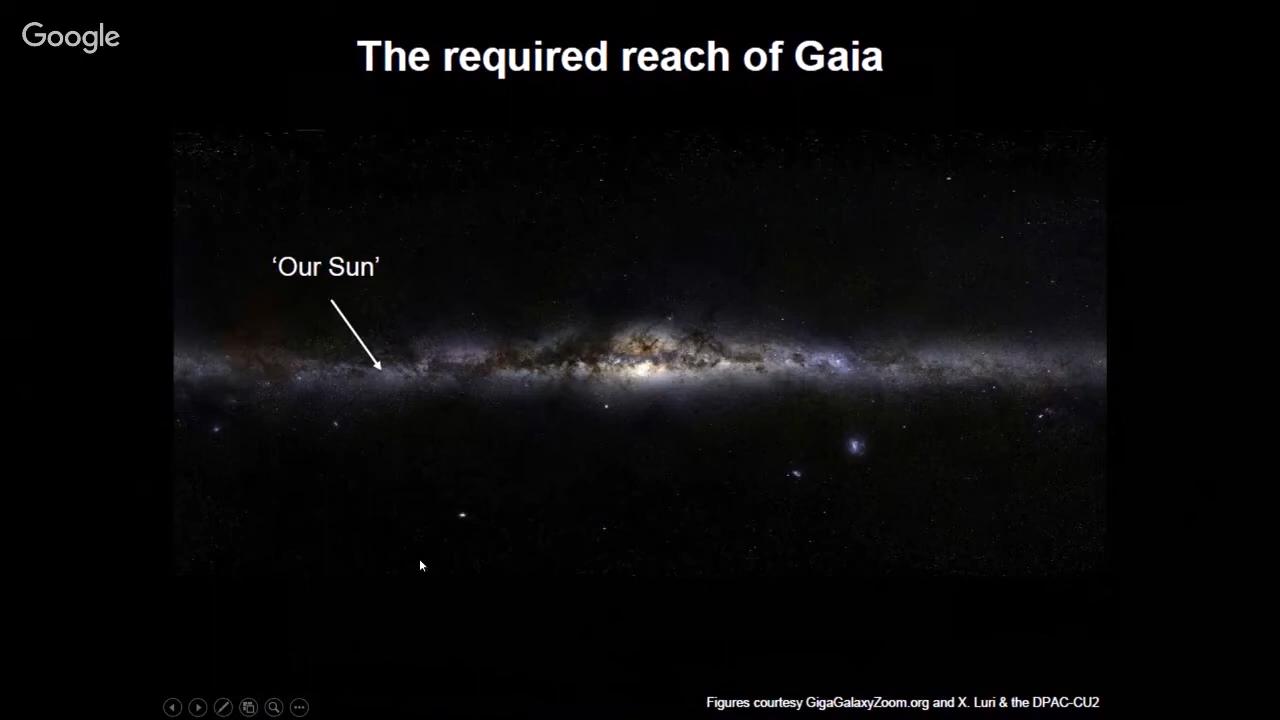 Google
The required reach of Gaia
‘Our Sun’
Figures courtesy GigaGalaxyZoom.org and X. Luri & the DPAC-CU2